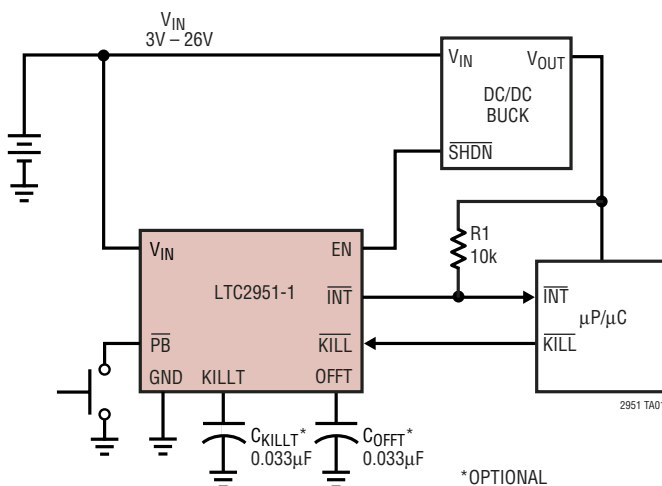 VIN
3V – 26V
VIN
VOUT
DC/DC
BUCK
SHDN
R1
10k
VIN
EN
LTC2951-1
INT
INT
µP/µC
PB
KILL
KILL
GND
KILLT
OFFT
2951 TA01
CKILLT*
0.033µF
COFFT*
0.033µF
*OPTIONAL